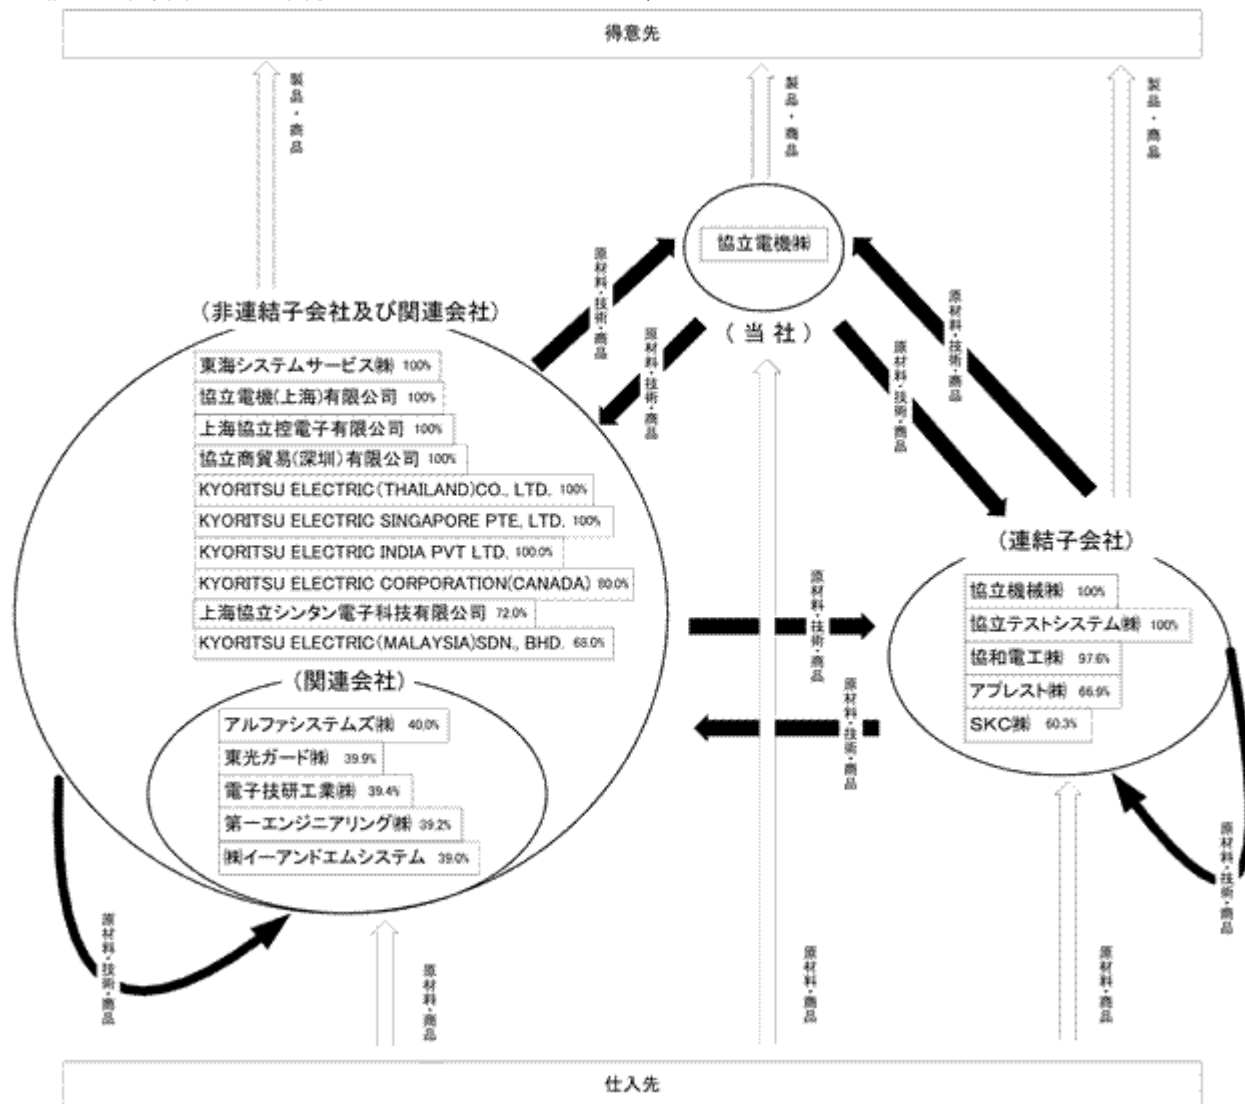 得意先
製品・商品
製品・商品
製品・商品
協立電機㈱
(当社)
原材料・技術・商品
原材料・技術・商品
原材料・技術・商品
原材料・技術・商品
(非連結子会社及び関連会社)
東海システムサービス㈱ 100%
協立電機(上海)有限公司 100%
上海協立控電子有限公司 100%
協立商貿易(深圳)有限公司 100%
KYORITSU ELECTRIC(THAILAND)CO., LTD. 100%
KYORITSU ELECTRIC SINGAPORE PTE, LTD. 100%
KYORITSU ELECTRIC INDIA PVT LTD. 100.0%
KYORITSU ELECTRIC CORPORATION(CANADA) 80.0%
上海協立シンタン電子科技有限公司 72.0%
KYORITSU ELECTRIC(MALAYSIA)SDN., BHD. 68.0%
(関連会社)
アルファシステムズ㈱ 40.0%
東光ガード㈱ 39.9%
電子技研工業㈱ 39.4%
第一エンジニアリング㈱ 39.2%
㈱イーアンドエムシステム 39.0%
(連結子会社)
協立機械㈱ 100%
協立テストシステム㈱ 100%
協和電工㈱ 97.6%
アプレスト㈱ 66.9%
SKC㈱ 60.3%
原材料・技術・商品
原材料・技術・商品
原材料・技術・商品
原材料・技術・商品
原材料・商品
原材料・商品
原材料・商品
仕入先